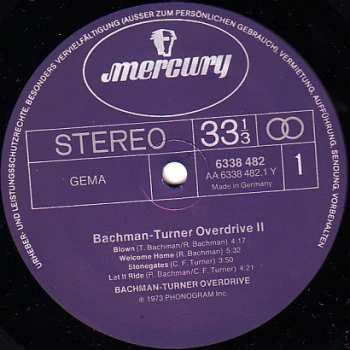 URHEBER- UND LEISTUNGSSCHUTZRECHTE, BESONDERS VERVIELFÄLTIGUNG (AUSSER ZUM PERSÖNLICHEN GEBRAUCH), VERMIETUNG, AUFFÜHRUNG, SENDUNG, VORBEHALTEN
mercury
STEREO
33 1/3
GEMA
6338 482
AA 6338 482.1 Y
Made in Germany
1
Bachman-Turner Overdrive II
Blown (T. Bachman/R. Bachman) 4:17
Welcome Home (R. Bachman) 5:32
Stonegates (C. F. Turner) 3:50
Let It Ride (R. Bachman/C. F. Turner) 4:21
BACHMAN-TURNER OVERDRIVE
℗ 1973 PHONOGRAM Inc.